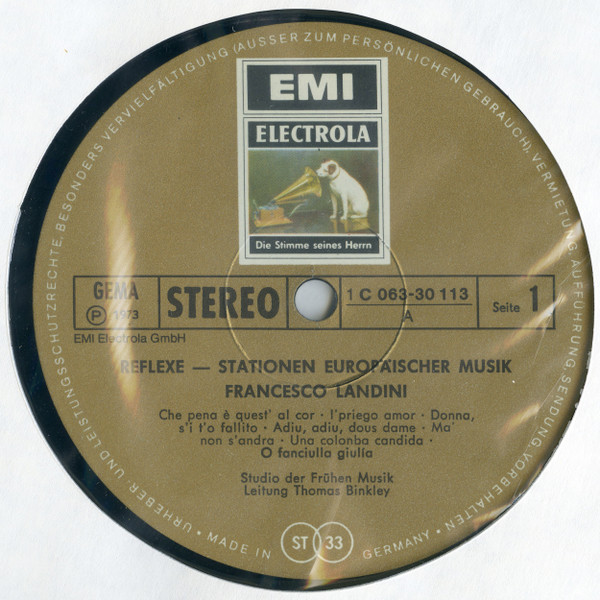 URHEBER- UND LEISTUNGSSCHUTZRECHTE, BESONDERS VERVIELFÄLTIGUNG (AUSSER ZUM PERSÖNLICHEN GEBRAUCH), VERMIETUNG, AUFFÜHRUNG, SENDUNG, VORBEHALTEN •
EMI
ELECTROLA
Die Stimme seines Herrn
GEMA
Ⓟ 1973
STEREO
1 C 063-30 113
A
Seite 1
EMI Electrola GmbH
REFLEXE — STATIONEN EUROPÄISCHER MUSIK
FRANCESCO LANDINI
Che pena è quest' al cor · l'priego amor · Donna,
s'i t'o fallito · Adiu, adiu, dous dame · Ma'
non s'andra · Una colonba candida ·
O fanciulla giulia
Studio der Frühen Musik
Leitung Thomas Binkley
• MADE IN GERMANY •
ST 33